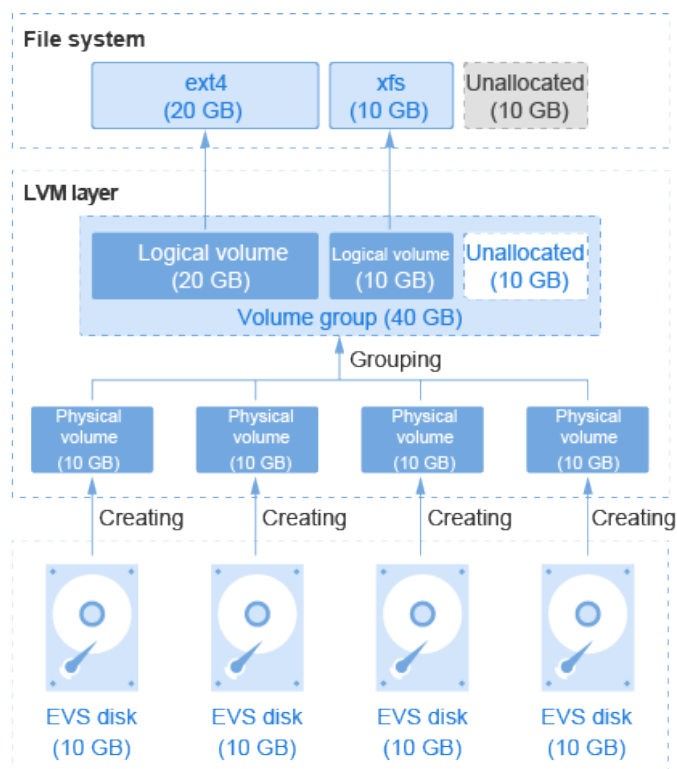 File system
ext4
(20 GB)
xfs
(10 GB)
Unallocated
(10 GB)
LVM layer
Logical volume
(20 GB)
Logical volume
(10 GB)
Unallocated
(10 GB)
Volume group (40 GB)
Grouping
Physical
volume
(10 GB)
Physical
volume
(10 GB)
Physical
volume
(10 GB)
Physical
volume
(10 GB)
Creating
Creating
Creating
Creating
EVS disk
(10 GB)
EVS disk
(10 GB)
EVS disk
(10 GB)
EVS disk
(10 GB)